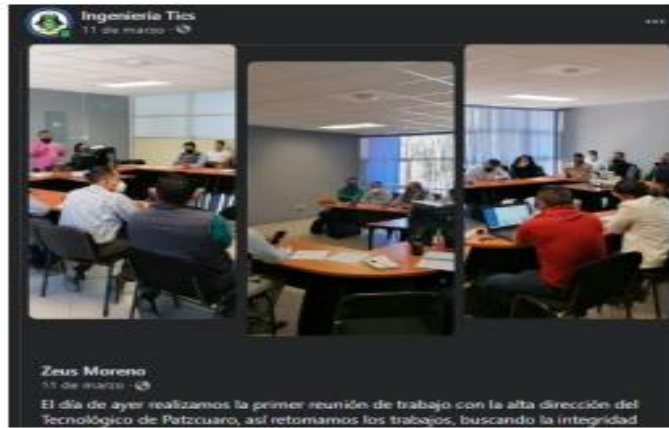 Ingeniería Tics
11 de marzo
Zeus Moreno
11 de marzo
El día de ayer realizamos la primer reunión de trabajo con la alta dirección del
Tecnológico de Patzcuaro, así retomamos los trabajos, buscando la integridad